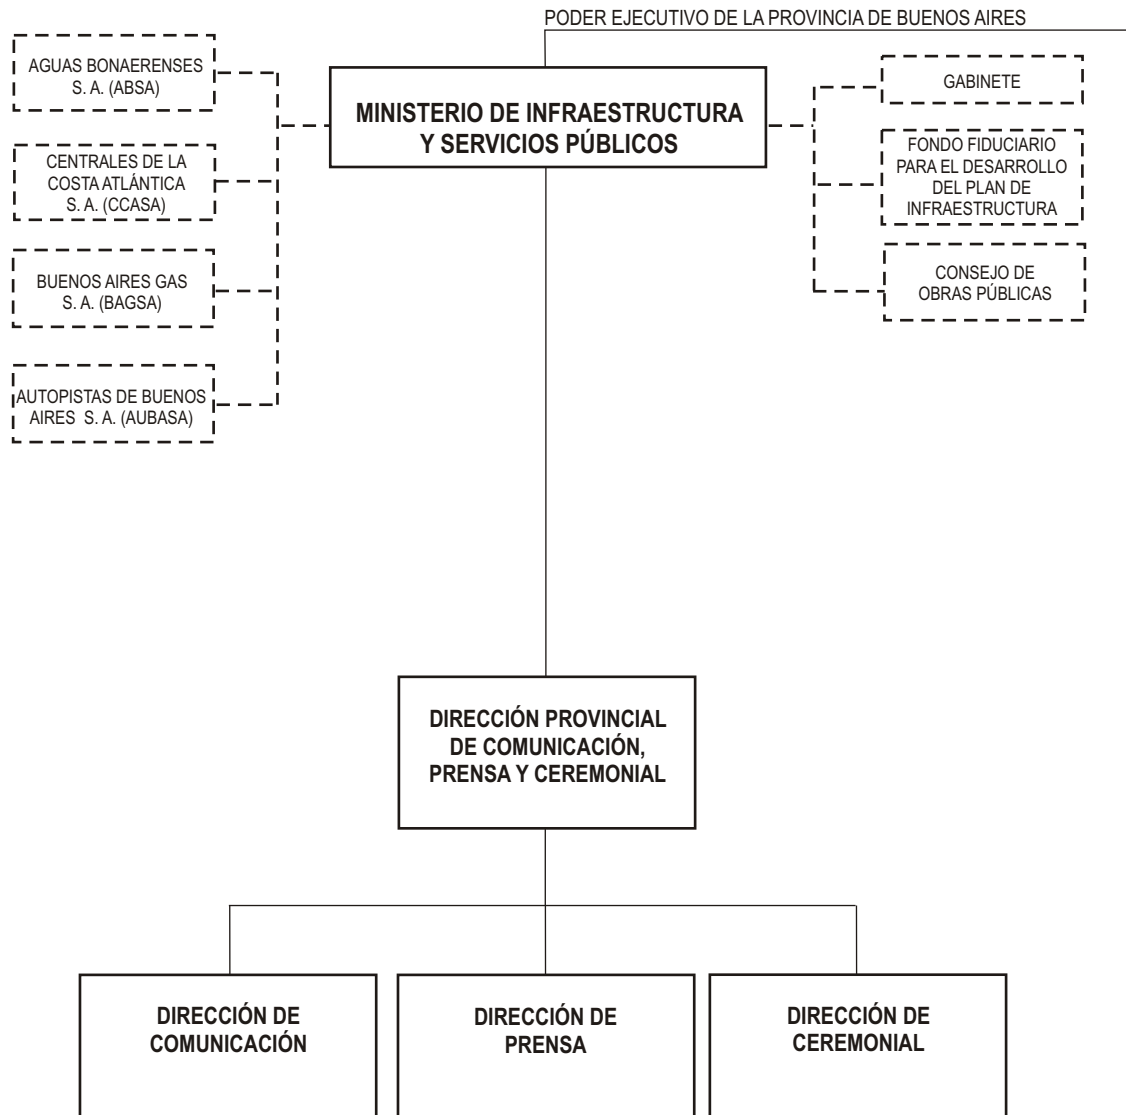 PODER EJECUTIVO DE LA PROVINCIA DE BUENOS AIRES
AGUAS BONAERENSES
S. A. (ABSA)
CENTRALES DE LA
COSTA ATLÁNTICA
S. A. (CCASA)
BUENOS AIRES GAS
S. A. (BAGSA)
AUTOPISTAS DE BUENOS
AIRES S. A. (AUBASA)
MINISTERIO DE INFRAESTRUCTURA
Y SERVICIOS PÚBLICOS
GABINETE
FONDO FIDUCIARIO
PARA EL DESARROLLO
DEL PLAN DE
INFRAESTRUCTURA
CONSEJO DE
OBRAS PÚBLICAS
DIRECCIÓN PROVINCIAL
DE COMUNICACIÓN,
PRENSA Y CEREMONIAL
DIRECCIÓN DE
COMUNICACIÓN
DIRECCIÓN DE
PRENSA
DIRECCIÓN DE
CEREMONIAL